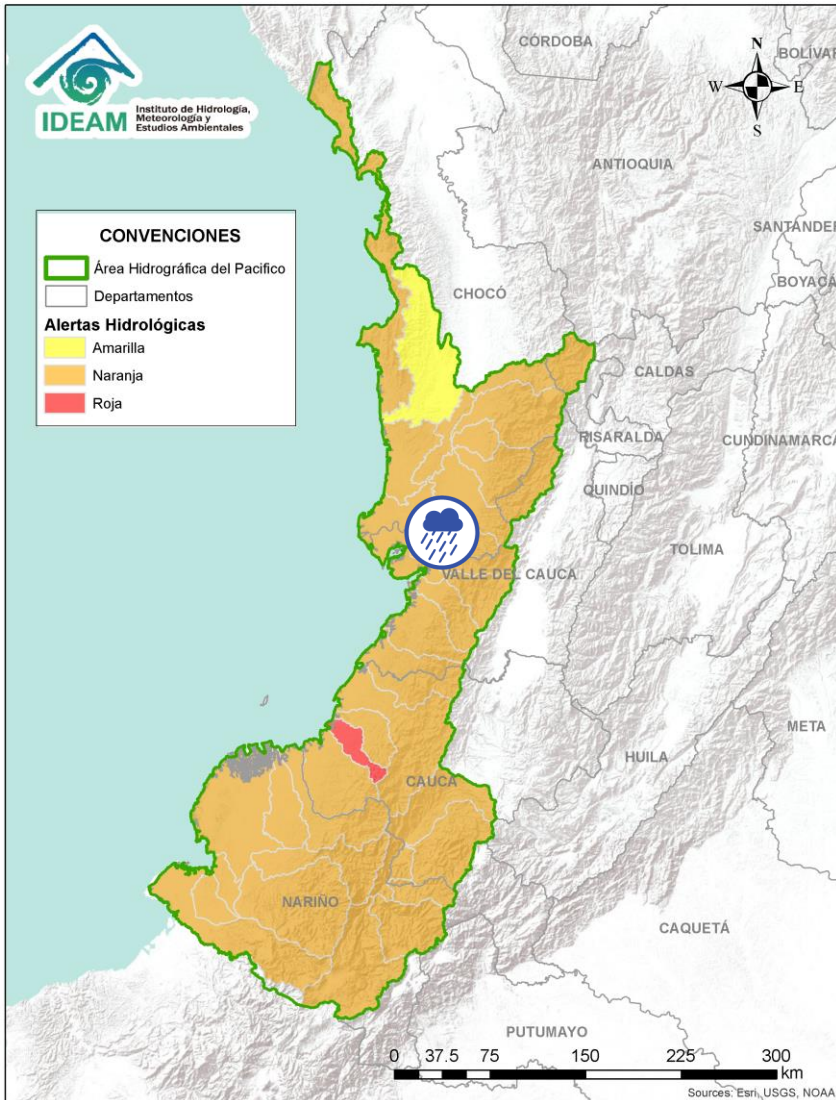 IDEAM
Instituto de Hidrología,
Meteorología y
Estudios Ambientales
CÓRDOBA
BOLÍVAR
N
W
E
S
ANTIOQUIA
SANTANDER
BOYACÁ
CONVENCIONES
Área Hidrográfica del Pacifico
Departamentos
Alertas Hidrológicas
Amarilla
Naranja
Roja
CHOCÓ
CALDAS
RISARALDA
CUNDINAMARCA
QUINDÍO
TOLIMA
VALLE DEL CAUCA
META
HUILA
CAUCA
NARIÑO
CAQUETÁ
PUTUMAYO
0 37.5 75 150 225 300
km
Sources: Esri, USGS, NOAA